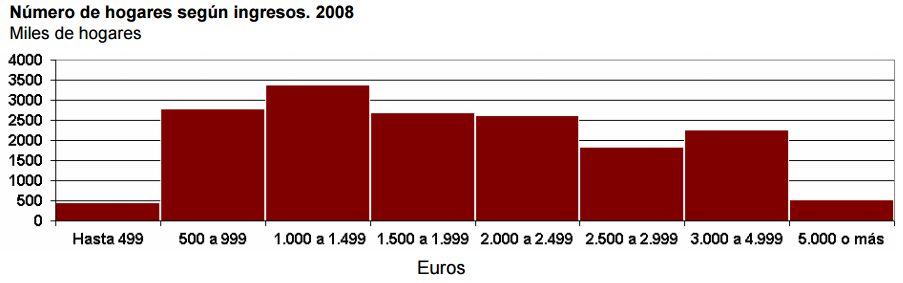 Número de hogares según ingresos. 2008
Miles de hogares
4000
3500
3000
2500
2000
1500
1000
500
0
Hasta 499 500 a 999 1.000 a 1.499 1.500 a 1.999 2.000 a 2.499 2.500 a 2.999 3.000 a 4.999 5.000 o más
Euros